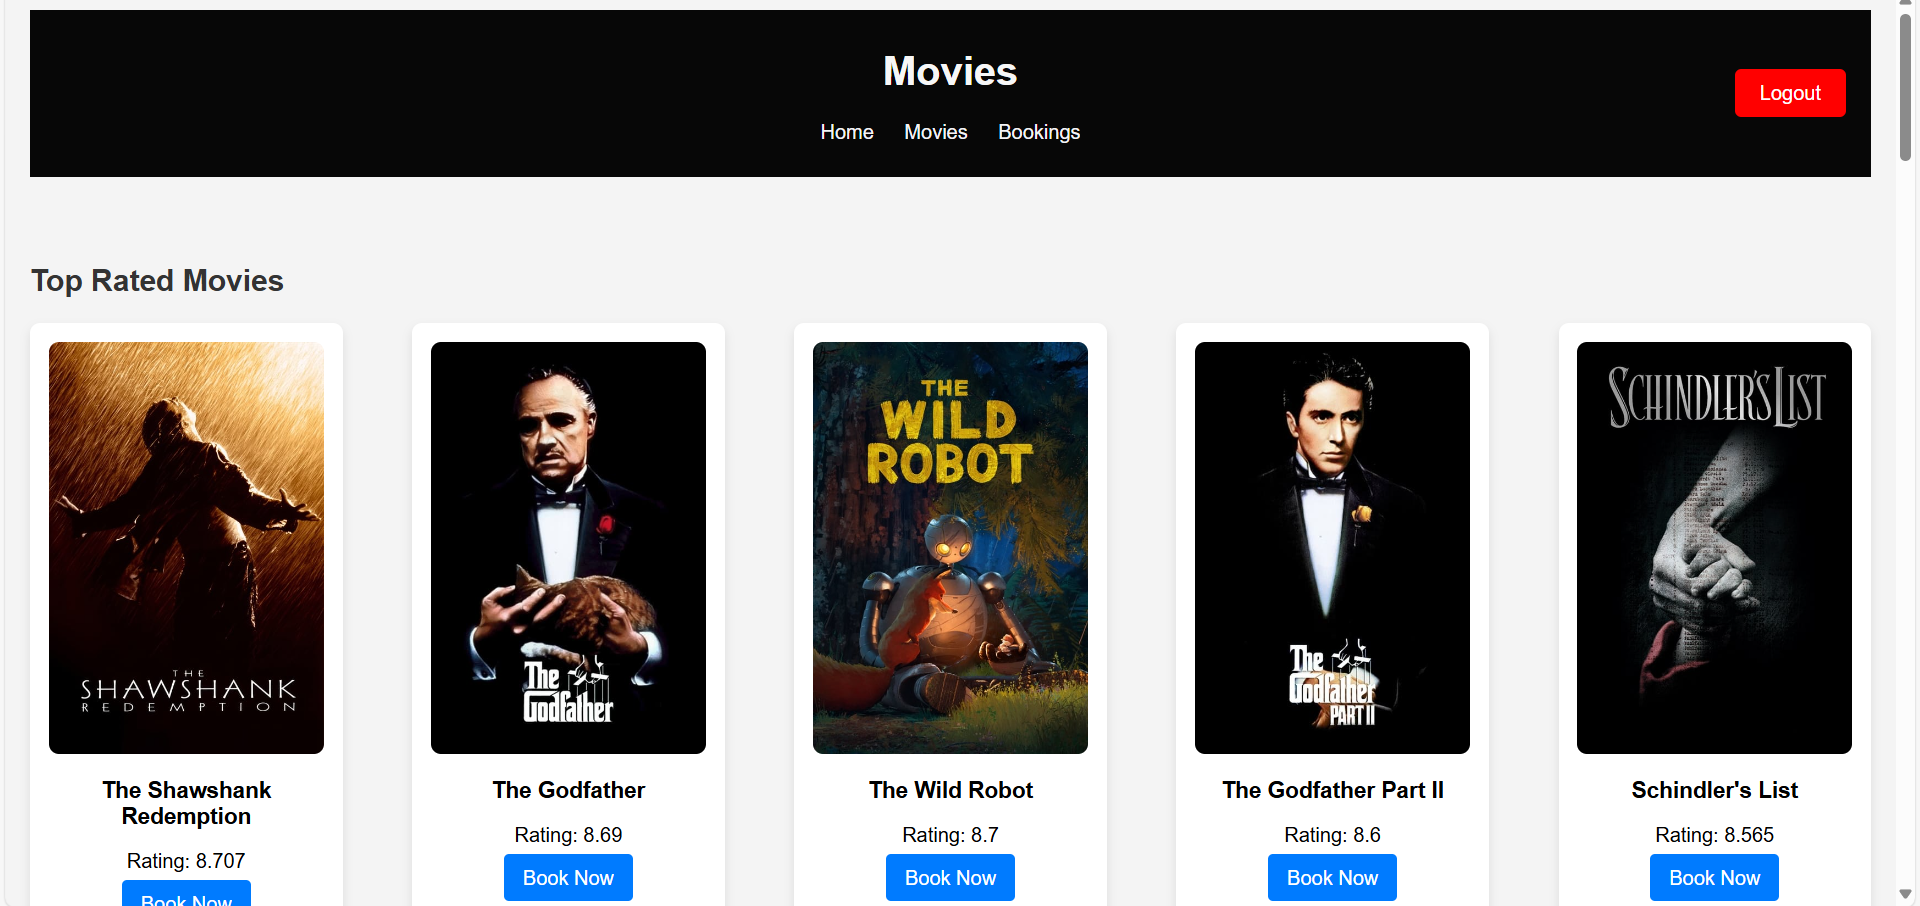 Movies
Logout
Home Movies Bookings
Top Rated Movies
THE
SHAWSHANK
REDEMPTION
The
Godfather
THE
WILD
ROBOT
The
Godfather
PART II
SCHINDLER'S LIST
The Shawshank
Redemption
Rating: 8.707
Book Now
The Godfather
Rating: 8.69
Book Now
The Wild Robot
Rating: 8.7
Book Now
The Godfather Part II
Rating: 8.6
Book Now
Schindler's List
Rating: 8.565
Book Now